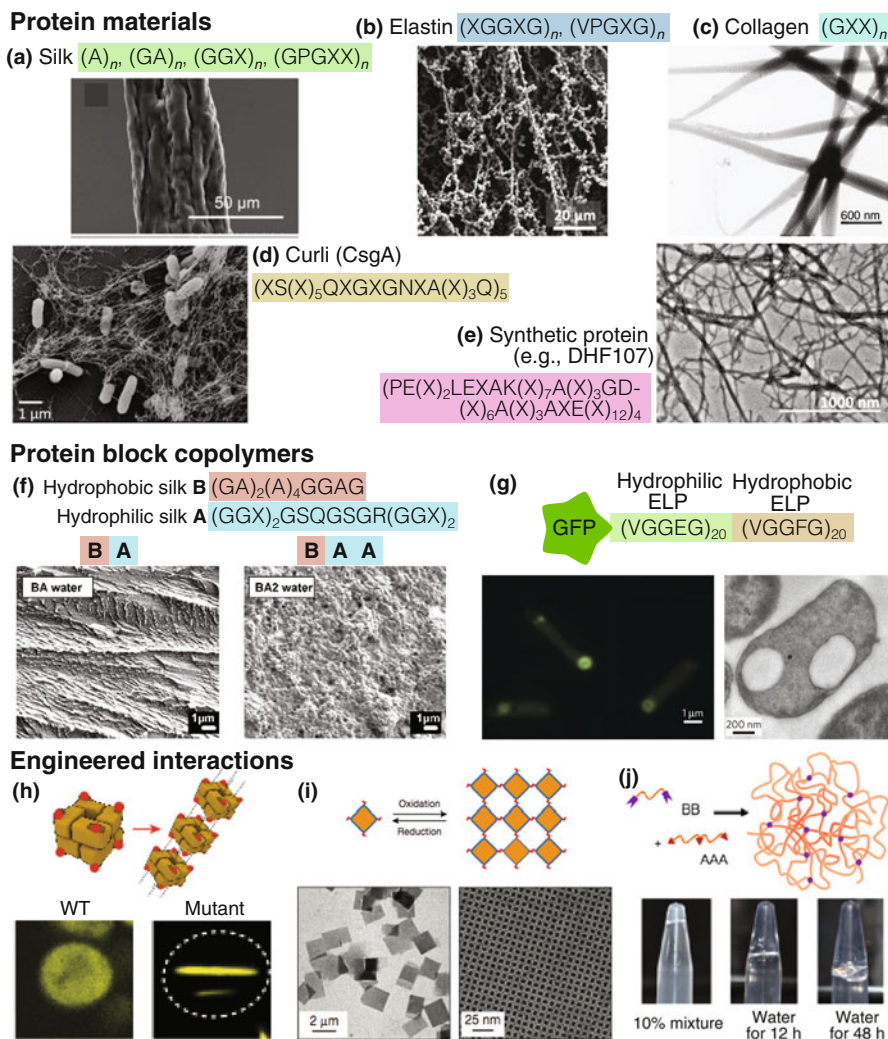 Protein materials
(a) Silk (A)n, (GA)n, (GGX)n, (GPGXX)n
50 μm
(b) Elastin (XGGXG)n, (VPGXG)n
20 μm
(c) Collagen (GXX)n
600 nm
(d) Curli (CsgA)
(XS(X)5QXGXGNXA(X)3Q)5
1 μm
(e) Synthetic protein
(e.g., DHF107)
(PE(X)2LEXAK(X)7A(X)3GD-
(X)6A(X)3AXE(X)12)4
1000 nm
Protein block copolymers
(f) Hydrophobic silk B (GA)2(A)4GGAG
Hydrophilic silk A (GGX)2GSQGSGR(GGX)2
B A
BA water
1μm
B A A
BA2 water
1μm
(g)
Hydrophilic ELP
Hydrophobic ELP
GFP (VGGEG)20 (VGGFG)20
1 μm
200 nm
Engineered interactions
(h)
WT
Mutant
(i)
Oxidation
Reduction
2 μm
25 nm
(j)
BB
+
AAA
10% mixture
Water
for 12 h
Water
for 48 h